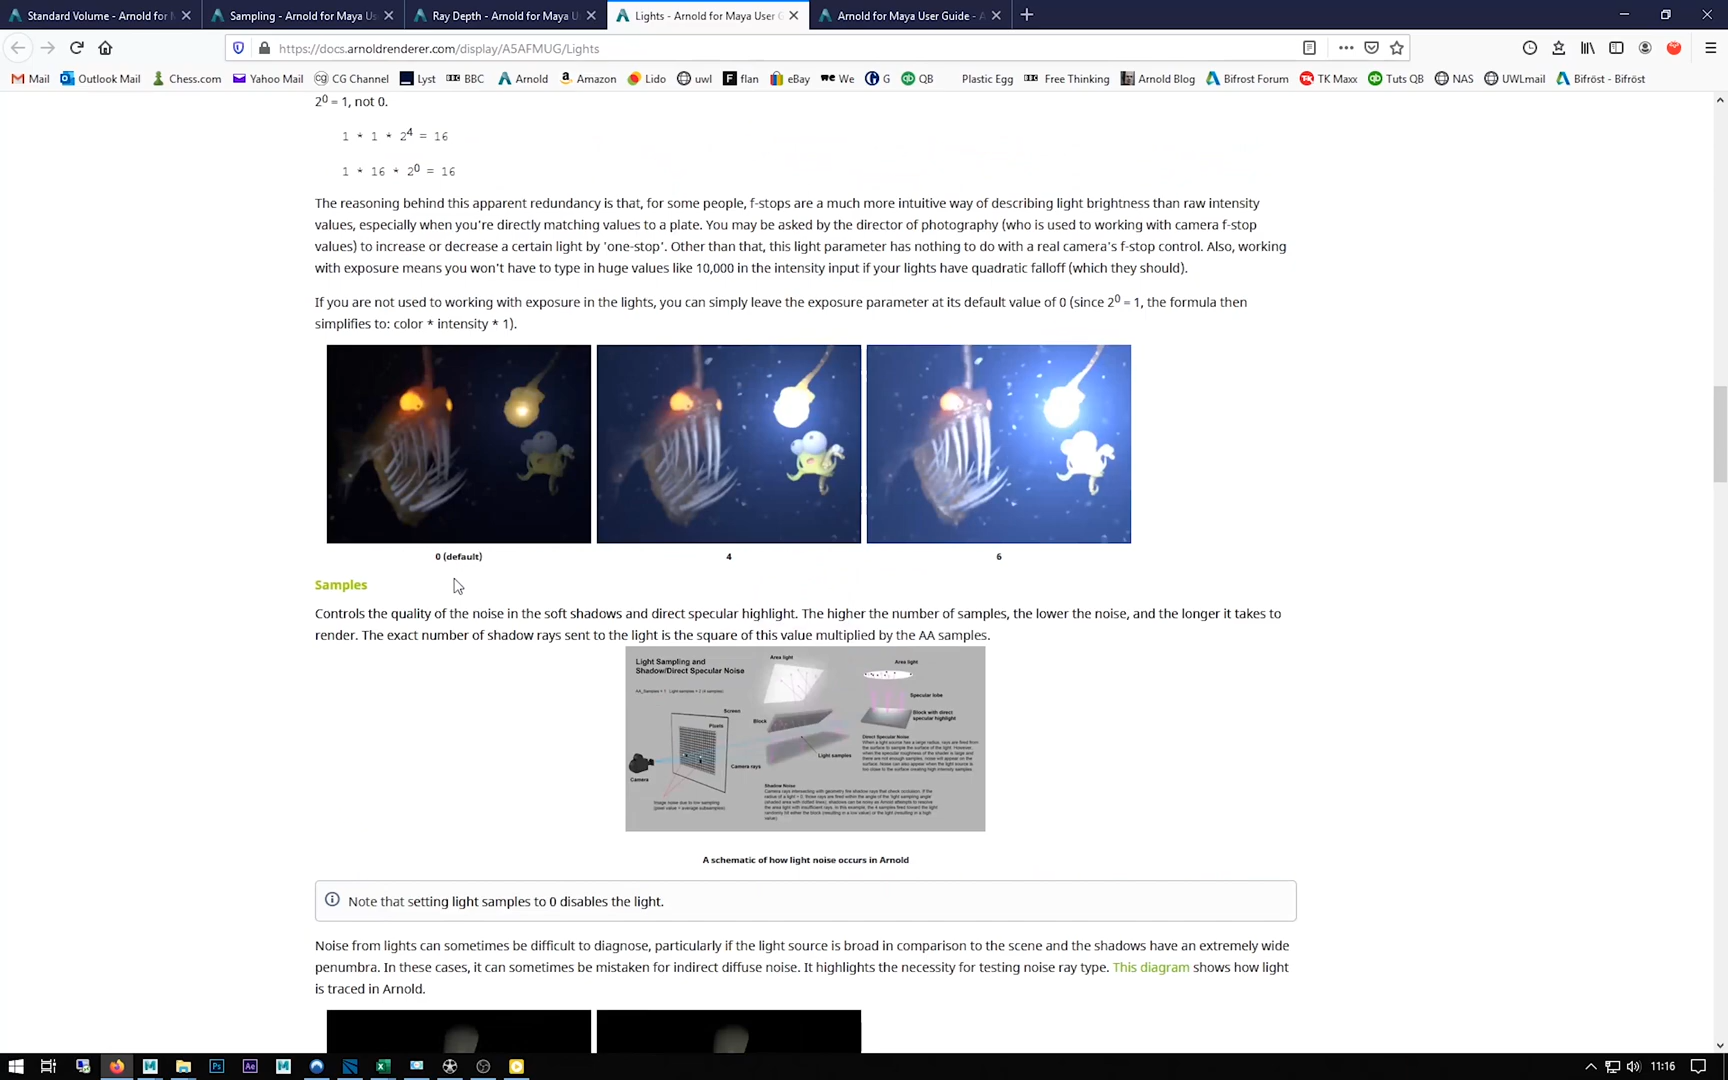 Standard Volume - Arnold for M
Sampling - Arnold for Maya Us
Ray Depth - Arnold for Maya U
Lights - Arnold for Maya User G
Arnold for Maya User Guide - A
https://docs.arnoldrenderer.com/display/A5AFMUG/Lights
Mail
Outlook Mail
Chess.com
Yahoo Mail
CG Channel
Lyst
BBC
Arnold
Amazon
Lido
uwl
flan
eBay
We
G
QB
Plastic Egg
Free Thinking
Arnold Blog
Bifrost Forum
TK Maxx
Tuts QB
NAS
UWLmail
Bifröst - Bifröst
2⁰ = 1, not 0.
1 * 1 * 2⁴ = 16
1 * 16 * 2⁰ = 16
The reasoning behind this apparent redundancy is that, for some people, f-stops are a much more intuitive way of describing light brightness than raw intensity
values, especially when you're directly matching values to a plate. You may be asked by the director of photography (who is used to working with camera f-stop
values) to increase or decrease a certain light by 'one-stop'. Other than that, this light parameter has nothing to do with a real camera's f-stop control. Also, working
with exposure means you won't have to type in huge values like 10,000 in the intensity input if your lights have quadratic falloff (which they should).
If you are not used to working with exposure in the lights, you can simply leave the exposure parameter at its default value of 0 (since 2⁰ = 1, the formula then
simplifies to: color * intensity * 1).
0 (default)
4
6
Samples
Controls the quality of the noise in the soft shadows and direct specular highlight. The higher the number of samples, the lower the noise, and the longer it takes to
render. The exact number of shadow rays sent to the light is the square of this value multiplied by the AA samples.
Light Sampling and
Shadow/Direct Specular Noise
Area light
Area light
Specular lobe
Block with direct
specular highlight
Screen
Pixels
Block
Light samples
Camera rays
Camera
Direct Specular Noise
Shadow Noise
A schematic of how light noise occurs in Arnold
Note that setting light samples to 0 disables the light.
Noise from lights can sometimes be difficult to diagnose, particularly if the light source is broad in comparison to the scene and the shadows have an extremely wide
penumbra. In these cases, it can sometimes be mistaken for indirect diffuse noise. It highlights the necessity for testing noise ray type. This diagram shows how light
is traced in Arnold.
11:16